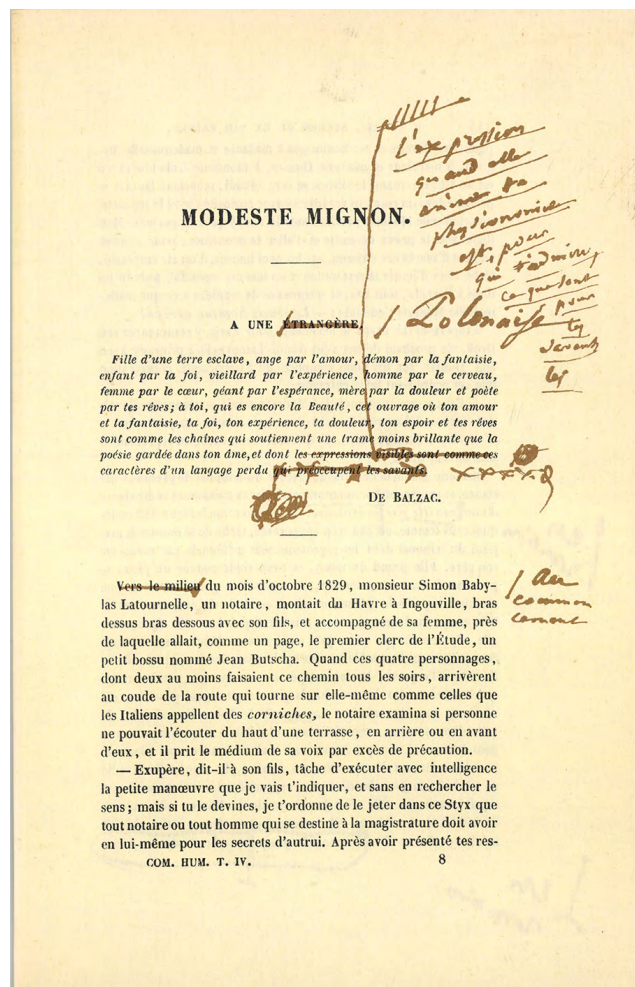 L'expression
quand elle
anime ta
physionomie
est, pour
qui t'admire,
ce que sont
pour
MODESTE MIGNON.
A UNE ÉTRANGÈRE,
/ Polonaise
les
savants
Fille d'une terre esclave, ange par l'amour, démon par la fantaisie,
enfant par la foi, vieillard par l'expérience, homme par le cerveau,
femme par le cœur, géant par l'espérance, mère par la douleur et poète
par tes rêves; à toi, qui es encore la Beauté, cet ouvrage où ton amour
et ta fantaisie, ta foi, ton expérience, ta douleur, ton espoir et tes rêves
sont comme les chaînes qui soutiennent une trame moins brillante que la
poésie gardée dans ton âme, et dont les expressions visibles sont comme ces
caractères d'un langage perdu qui préoccupent les savants.
DE BALZAC.
Vers le milieu du mois d'octobre 1829, monsieur Simon Baby-
/ au
commen
cement
las Latournelle, un notaire, montait du Havre à Ingouville, bras
dessus bras dessous avec son fils, et accompagné de sa femme, près
de laquelle allait, comme un page, le premier clerc de l'Étude, un
petit bossu nommé Jean Butscha. Quand ces quatre personnages,
dont deux au moins faisaient ce chemin tous les soirs, arrivèrent
au coude de la route qui tourne sur elle-même comme celles que
les Italiens appellent des corniches, le notaire examina si personne
ne pouvait l'écouter du haut d'une terrasse, en arrière ou en avant
d'eux, et il prit le médium de sa voix par excès de précaution.
— Exupère, dit-il à son fils, tâche d'exécuter avec intelligence
la petite manœuvre que je vais t'indiquer, et sans en rechercher le
sens; mais si tu le devines, je t'ordonne de le jeter dans ce Styx que
tout notaire ou tout homme qui se destine à la magistrature doit avoir
en lui-même pour les secrets d'autrui. Après avoir présenté tes res-
COM. HUM. T. IV. 8